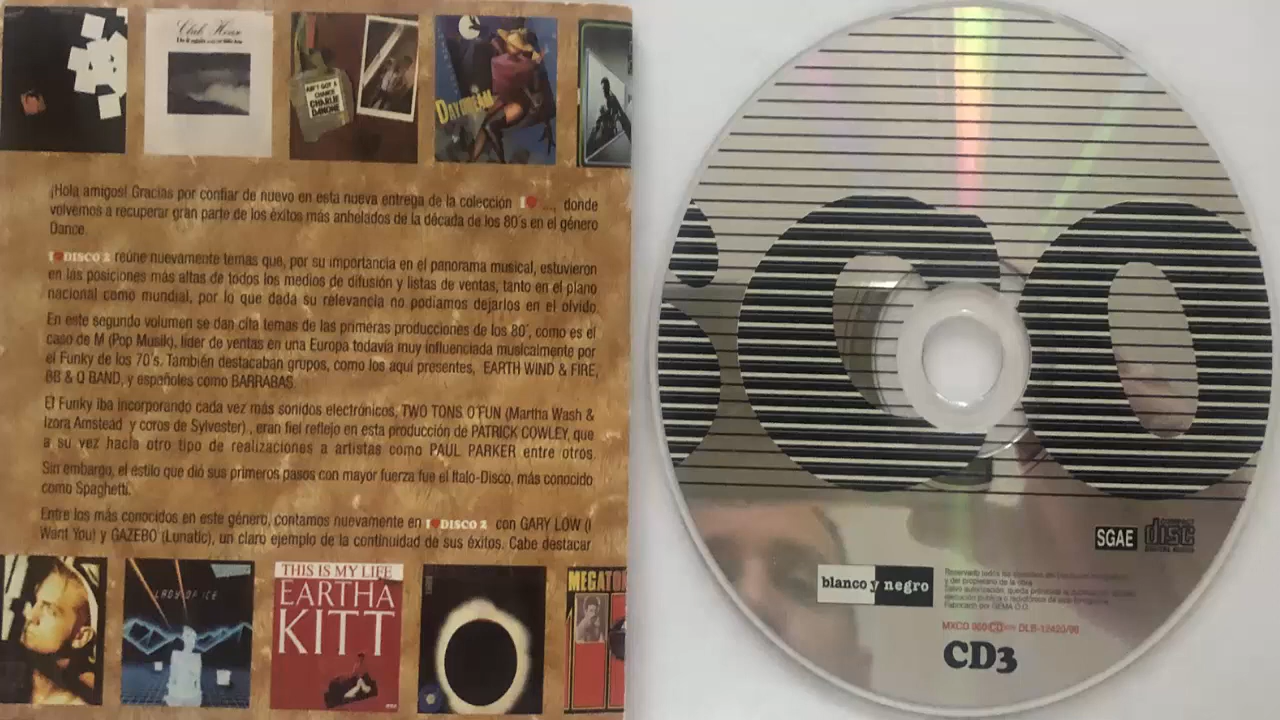 Club House
AIN'T GOT A
CHANCE
CHARLIE
DANONE
DAYDREAM
¡Hola amigos! Gracias por confiar de nuevo en esta nueva entrega de la colección I ♥ ..., donde
volvemos a recuperar gran parte de los éxitos más anhelados de la década de los 80´s en el género
Dance.
I ♥ DISCO 2 reúne nuevamente temas que, por su importancia en el panorama musical, estuvieron
en las posiciones más altas de todos los medios de difusión y listas de ventas, tanto en el plano
nacional como mundial, por lo que dada su relevancia no podíamos dejarlos en el olvido.
En este segundo volumen se dan cita temas de las primeras producciones de los 80´, como es el
caso de M (Pop Musik), líder de ventas en una Europa todavía muy influenciada musicalmente por
el Funky de los 70's. También destacaban grupos, como los aquí presentes, EARTH WIND & FIRE,
BB & Q BAND, y españoles como BARRABAS.
El Funky iba incorporando cada vez más sonidos electrónicos, TWO TONS O´FUN (Martha Wash &
Izora Amstead y coros de Sylvester) , eran fiel reflejo en esta producción de PATRICK COWLEY, que
a su vez hacía otro tipo de realizaciones a artistas como PAUL PARKER entre otros.
Sin embargo, el estilo que dió sus primeros pasos con mayor fuerza fue el Italo-Disco, más conocido
como Spaghetti.
Entre los más conocidos en este género, contamos nuevamente en I ♥ DISCO 2 con GARY LOW (I
Want You) y GAZEBO (Lunatic), un claro ejemplo de la continuidad de sus éxitos. Cabe destacar
LADY OF ICE
THIS IS MY LIFE
EARTHA
KITT
SGAE
COMPACT
disc
DIGITAL AUDIO
blanco y negro
CD3